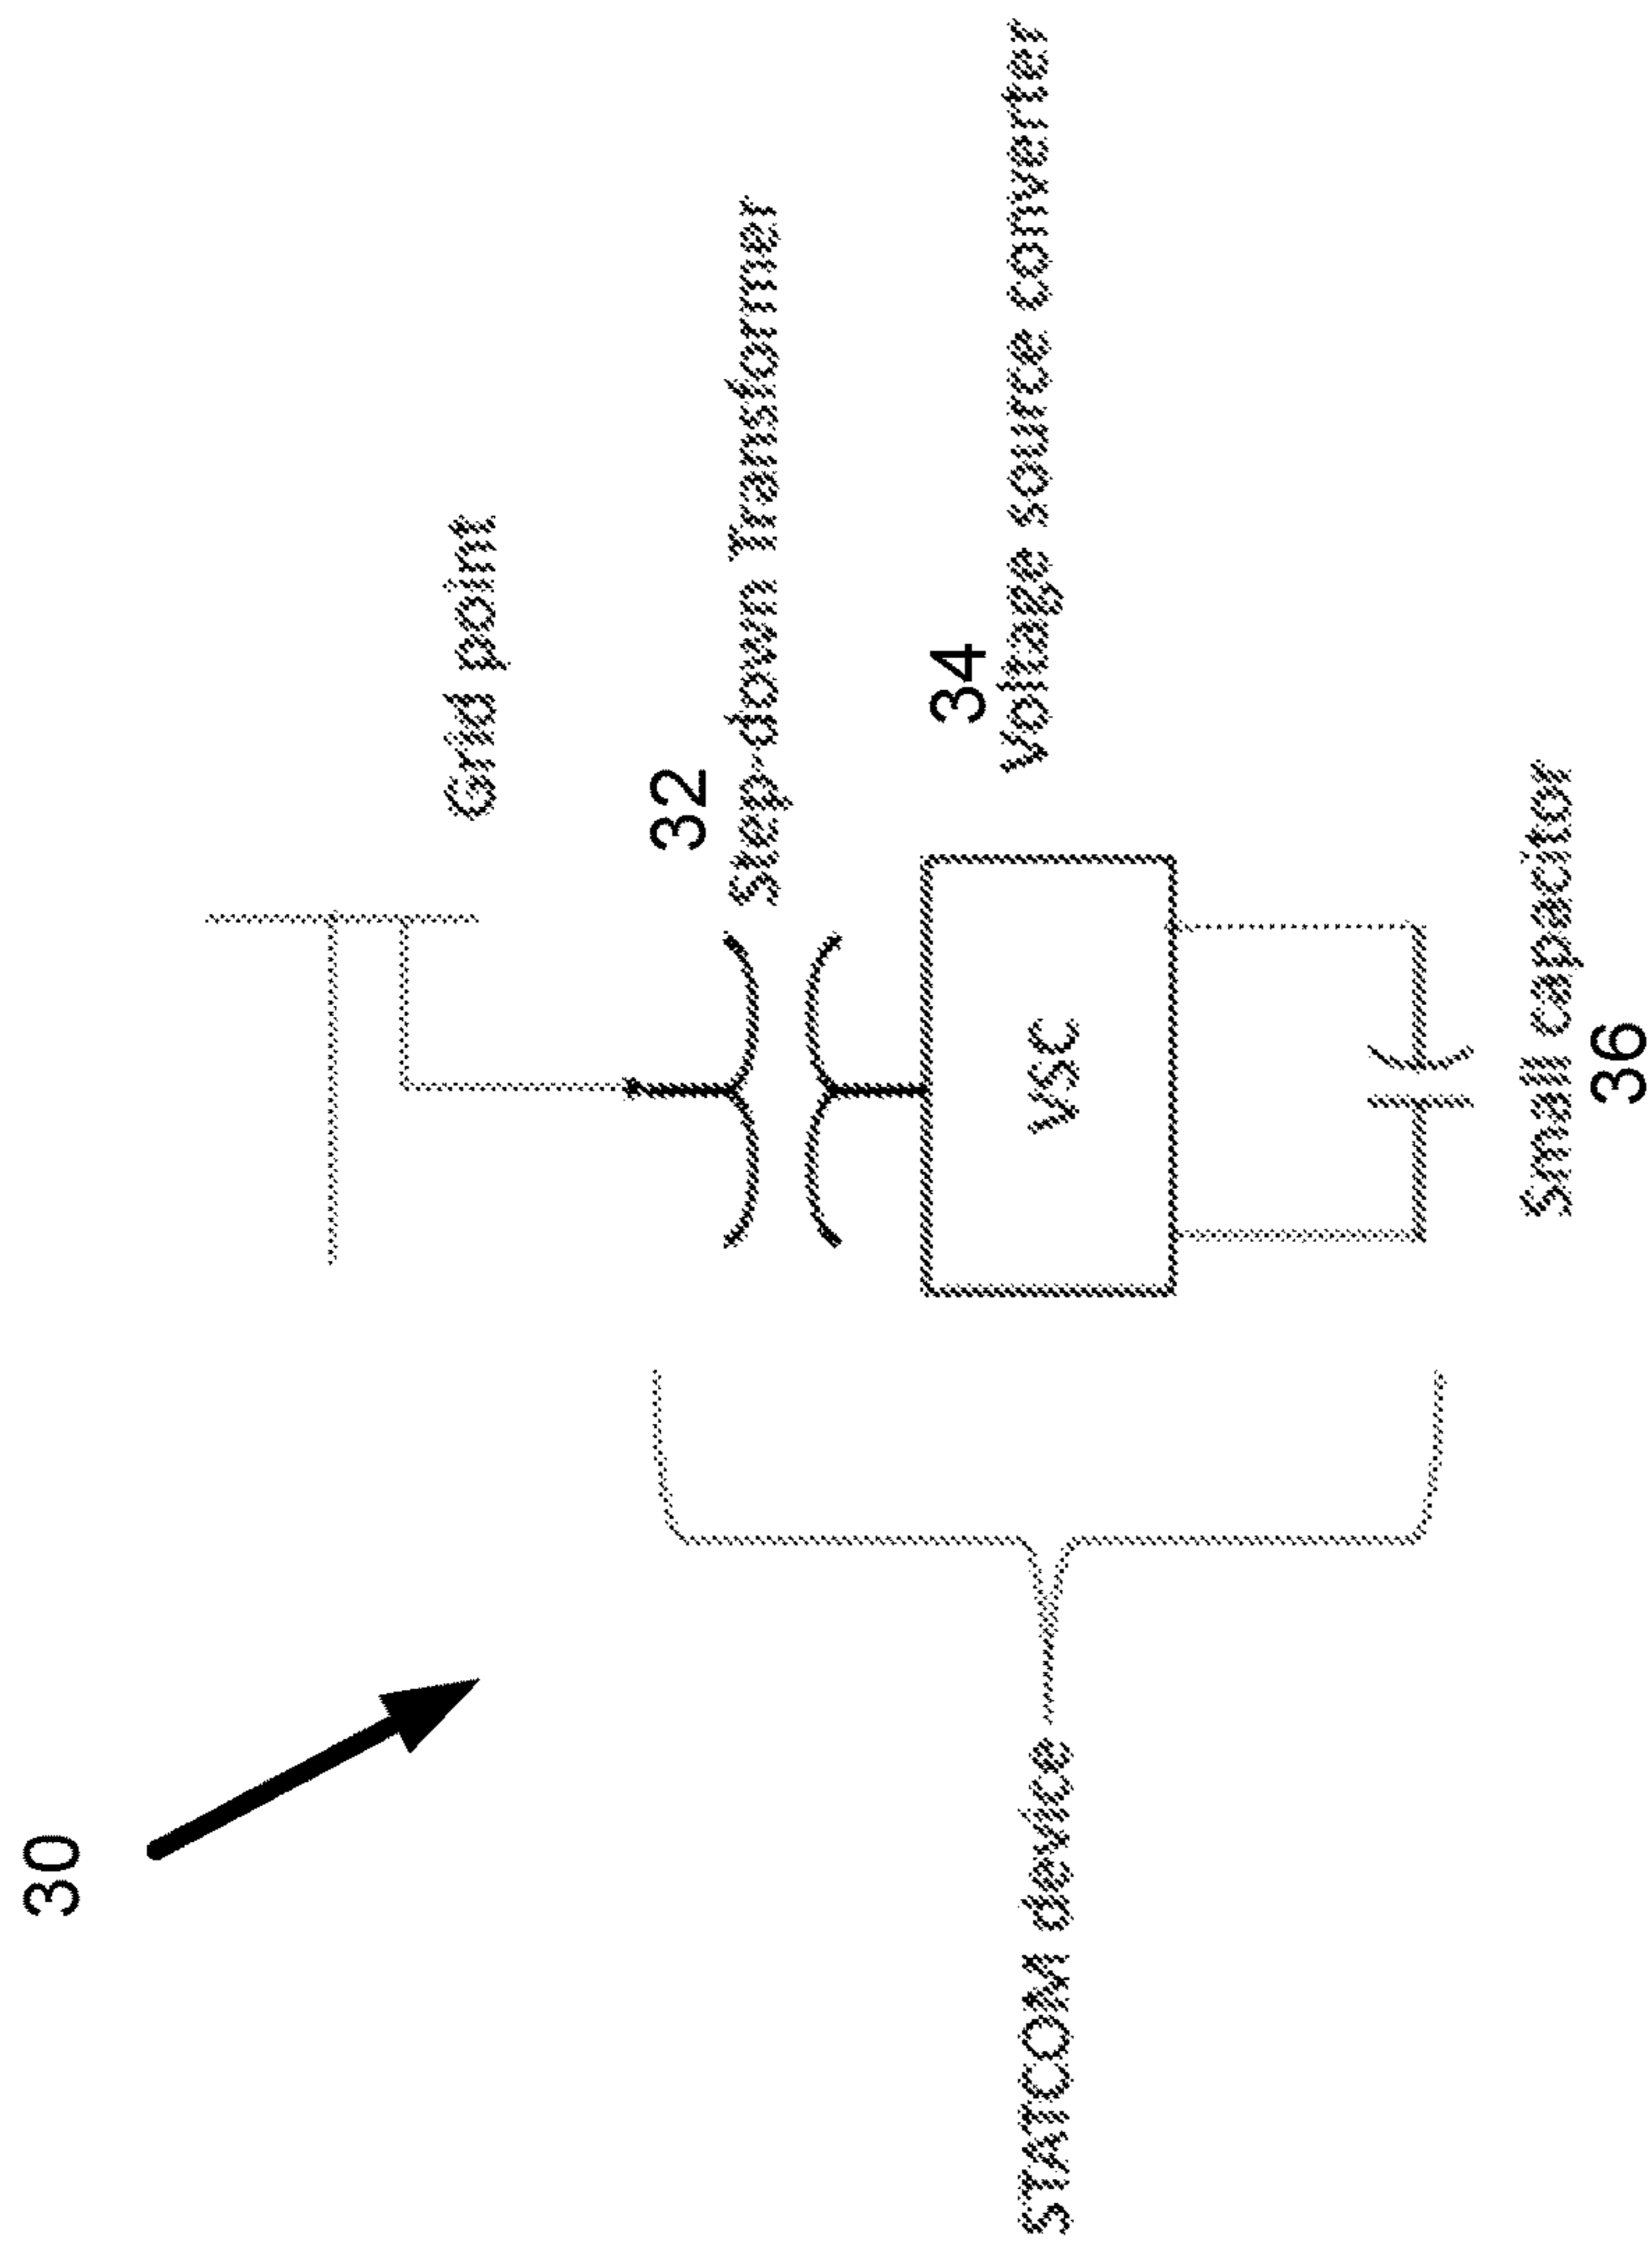 30
Grid point
32
Step-down Transformer
34
Voltage source converter
VSC
STATCOM device
Small capacitor
36